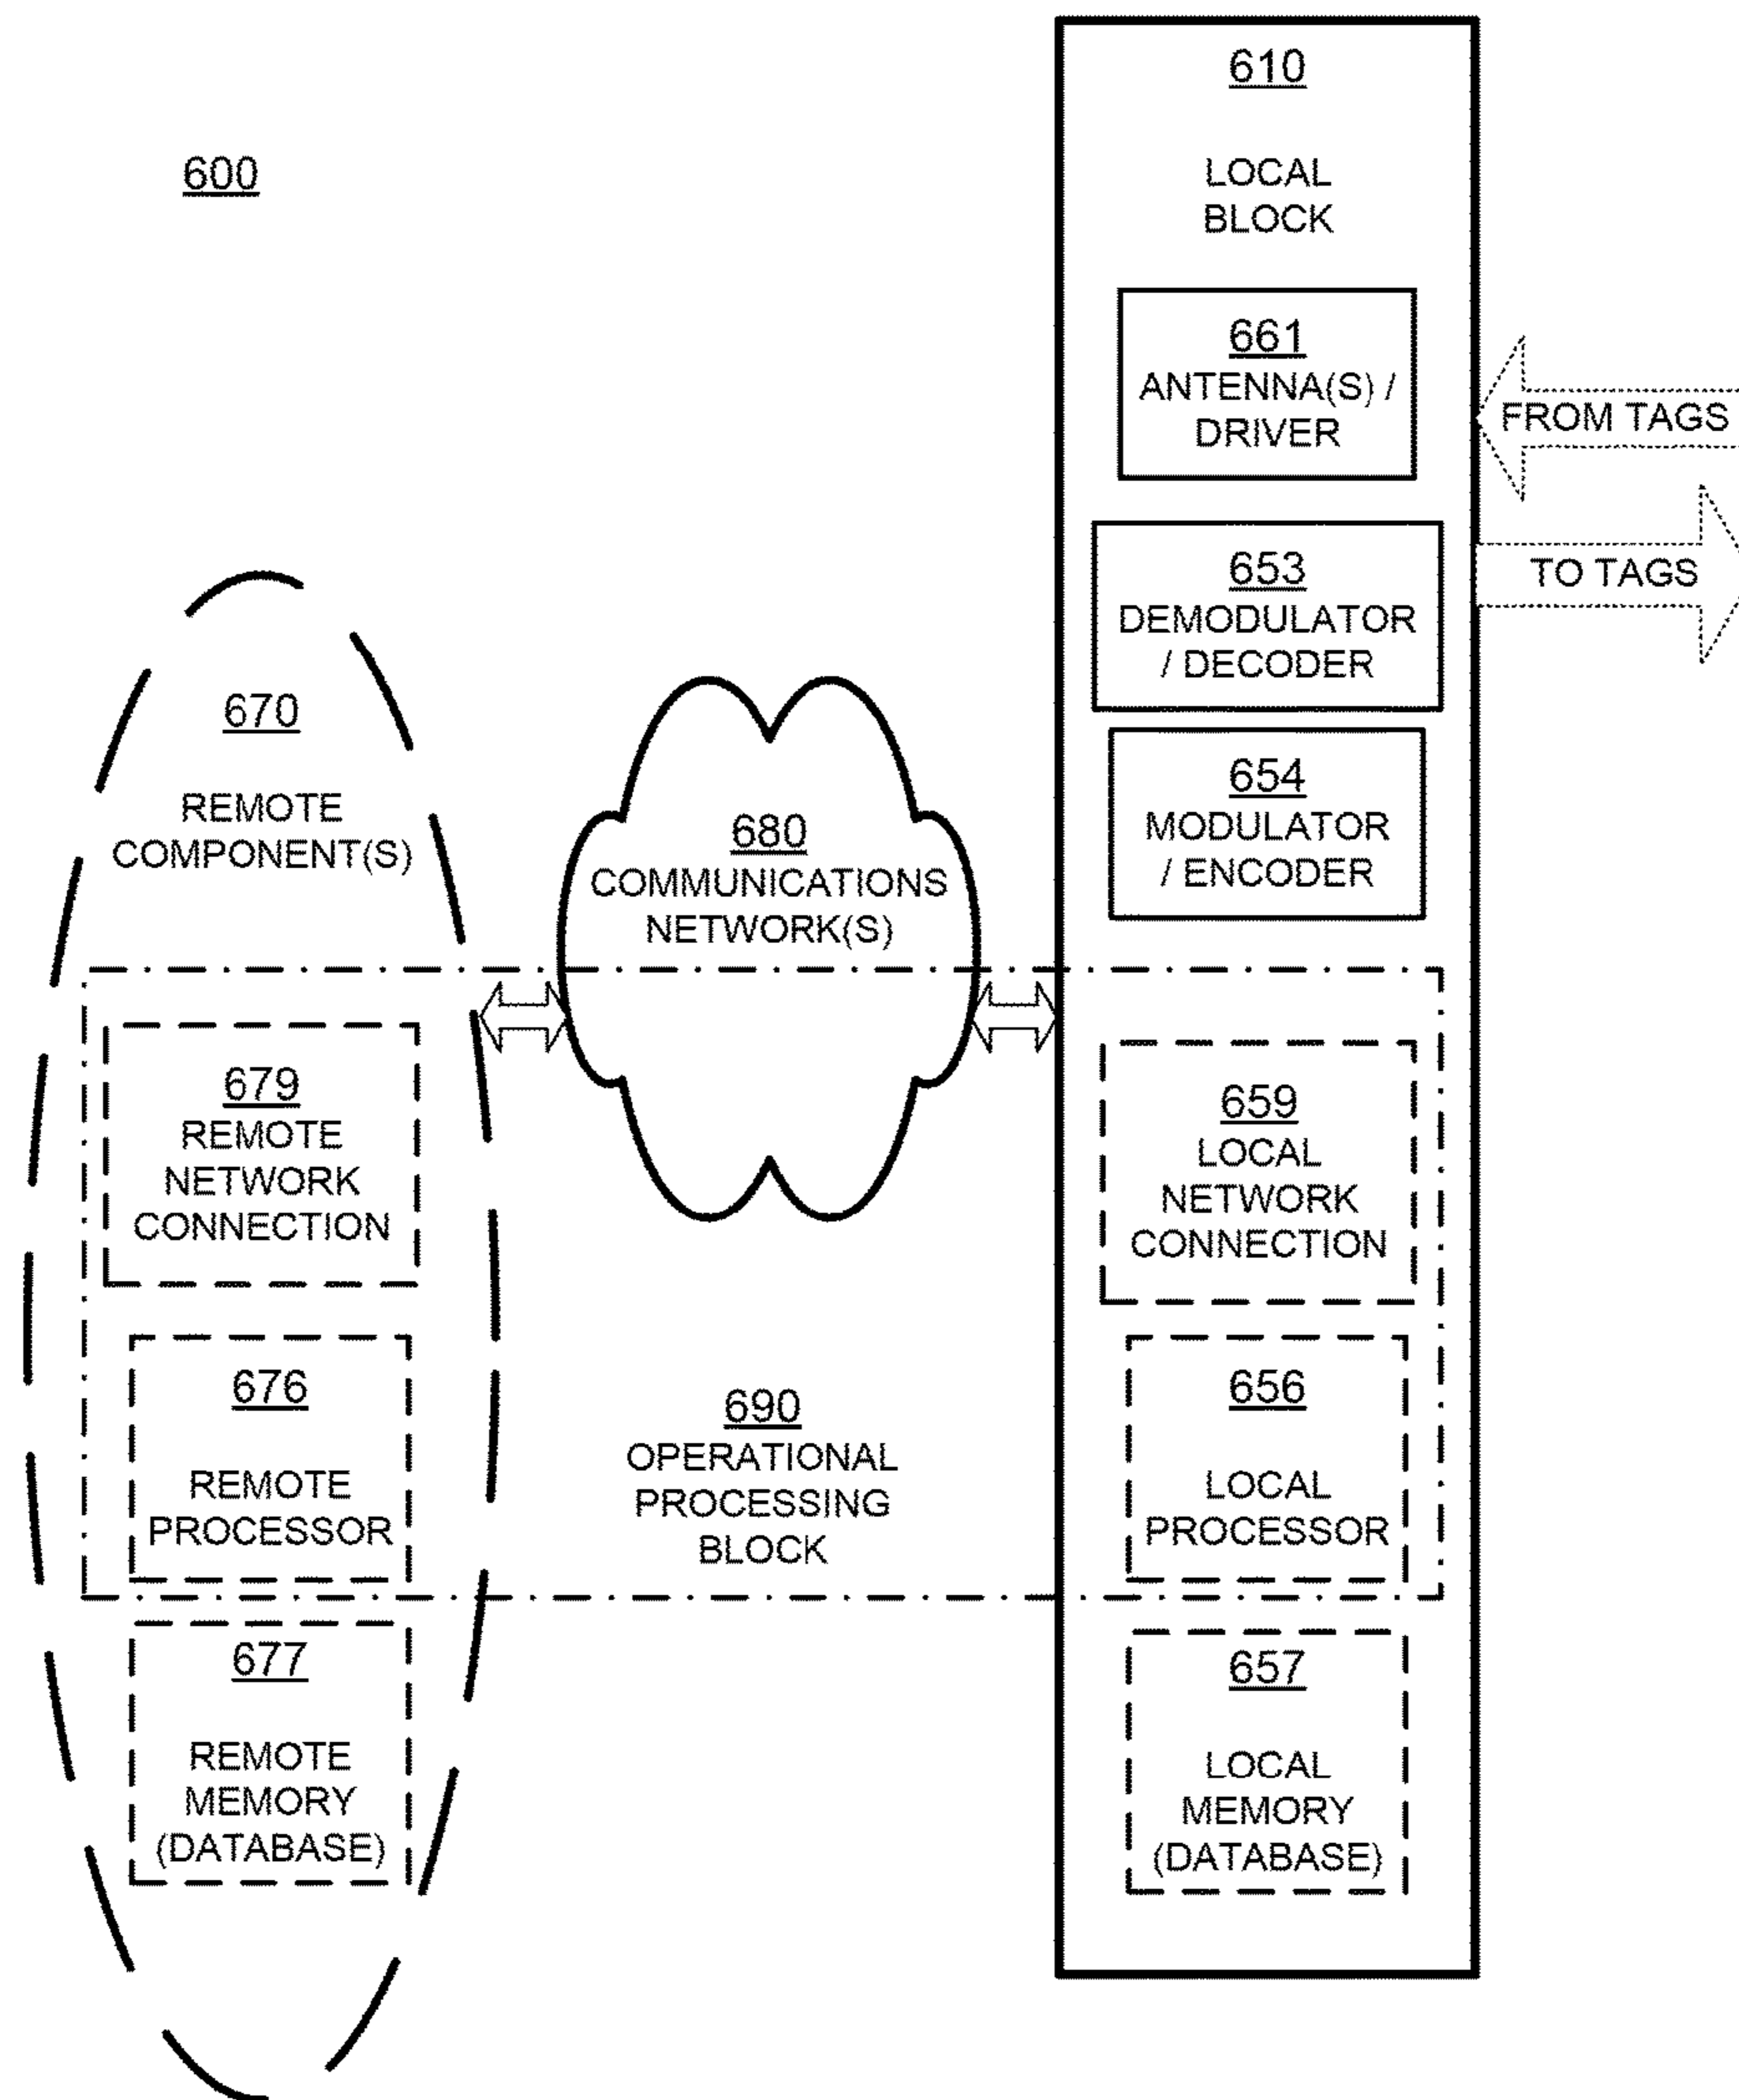 600
610
LOCAL
BLOCK
661
ANTENNA(S) /
DRIVER
FROM TAGS
653
DEMODULATOR
/ DECODER
TO TAGS
654
MODULATOR
/ ENCODER
670
REMOTE
COMPONENT(S)
680
COMMUNICATIONS
NETWORK(S)
679
REMOTE
NETWORK
CONNECTION
659
LOCAL
NETWORK
CONNECTION
676
REMOTE
PROCESSOR
690
OPERATIONAL
PROCESSING
BLOCK
656
LOCAL
PROCESSOR
677
REMOTE
MEMORY
(DATABASE)
657
LOCAL
MEMORY
(DATABASE)